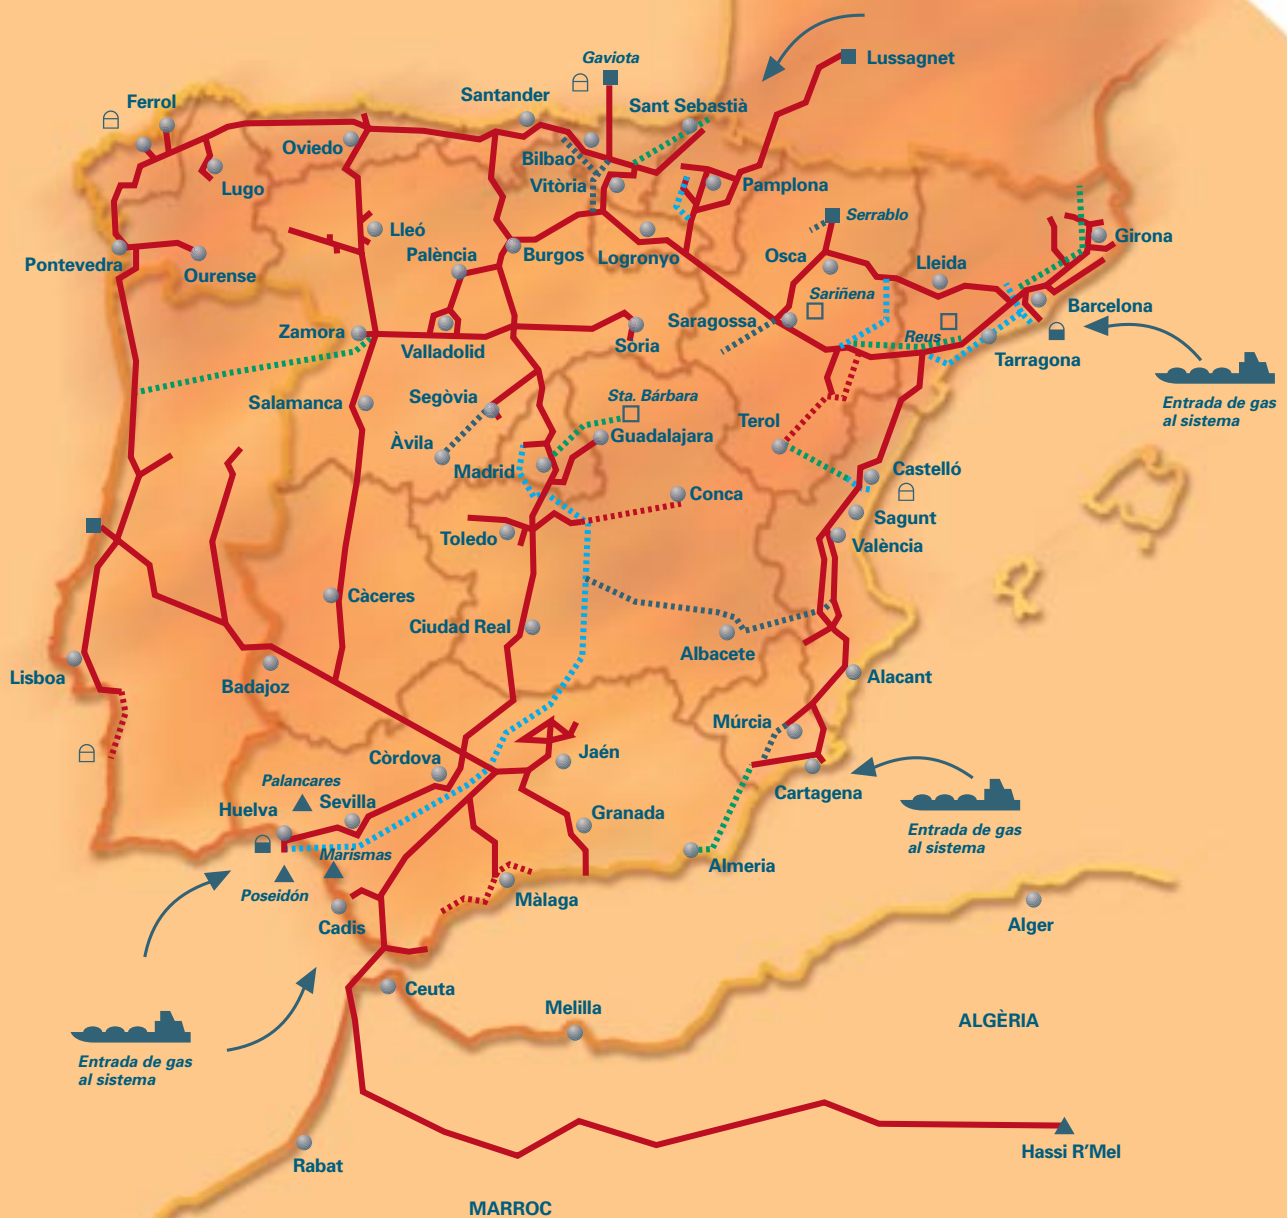 Gaviota
Lussagnet
Ferrol
Santander
Sant Sebastià
Oviedo
Bilbao
Vitòria
Lugo
Pamplona
Lleó
Serrablo
Girona
Pontevedra
Ourense
Palència
Burgos
Logronyo
Osca
Lleida
Sariñena
Barcelona
Zamora
Valladolid
Sòria
Saragossa
Reus
Tarragona
Salamanca
Segòvia
Sta. Bárbara
Entrada de gas
al sistema
Àvila
Guadalajara
Terol
Madrid
Castelló
Conca
Sagunt
Toledo
València
Càceres
Ciudad Real
Albacete
Lisboa
Badajoz
Alacant
Múrcia
Còrdova
Jaén
Palancares
Cartagena
Huelva
Sevilla
Granada
Entrada de gas
al sistema
Marismas
Almeria
Poseidón
Màlaga
Cadis
Alger
Ceuta
Melilla
ALGÈRIA
Entrada de gas
al sistema
Rabat
Hassi R’Mel
MARROC